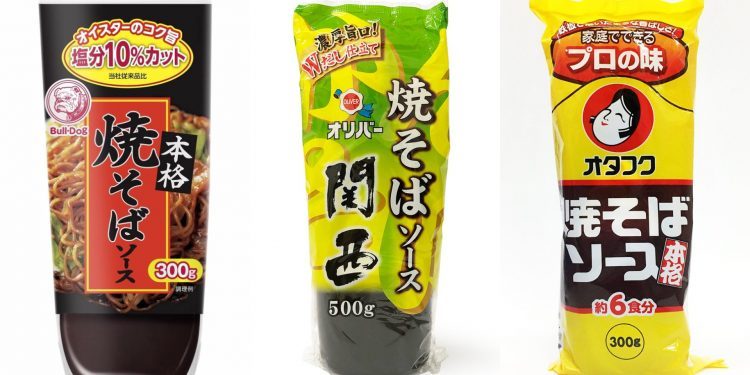 オイスターのコク旨
塩分10%カット
当社従来品比
Bull-Dog
本格
焼そば
ソース
300g
調理例
濃厚旨口!
Wだし仕立て
OLIVER
オリバー
焼そばソース
関西
500g
家庭でできる
プロの味
オタフク
焼そば
ソース
本格
約6食分
300g